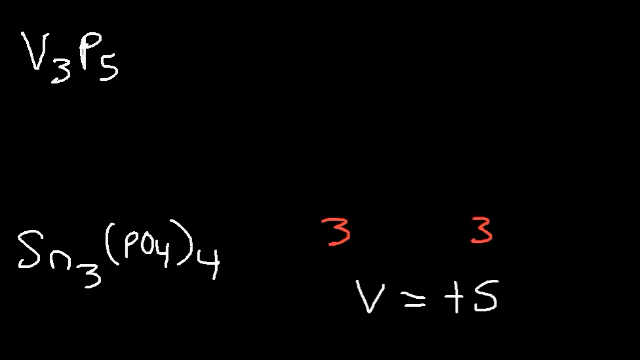 V₃P₅
Sn₃(PO₄)₄
3 3
V = +5